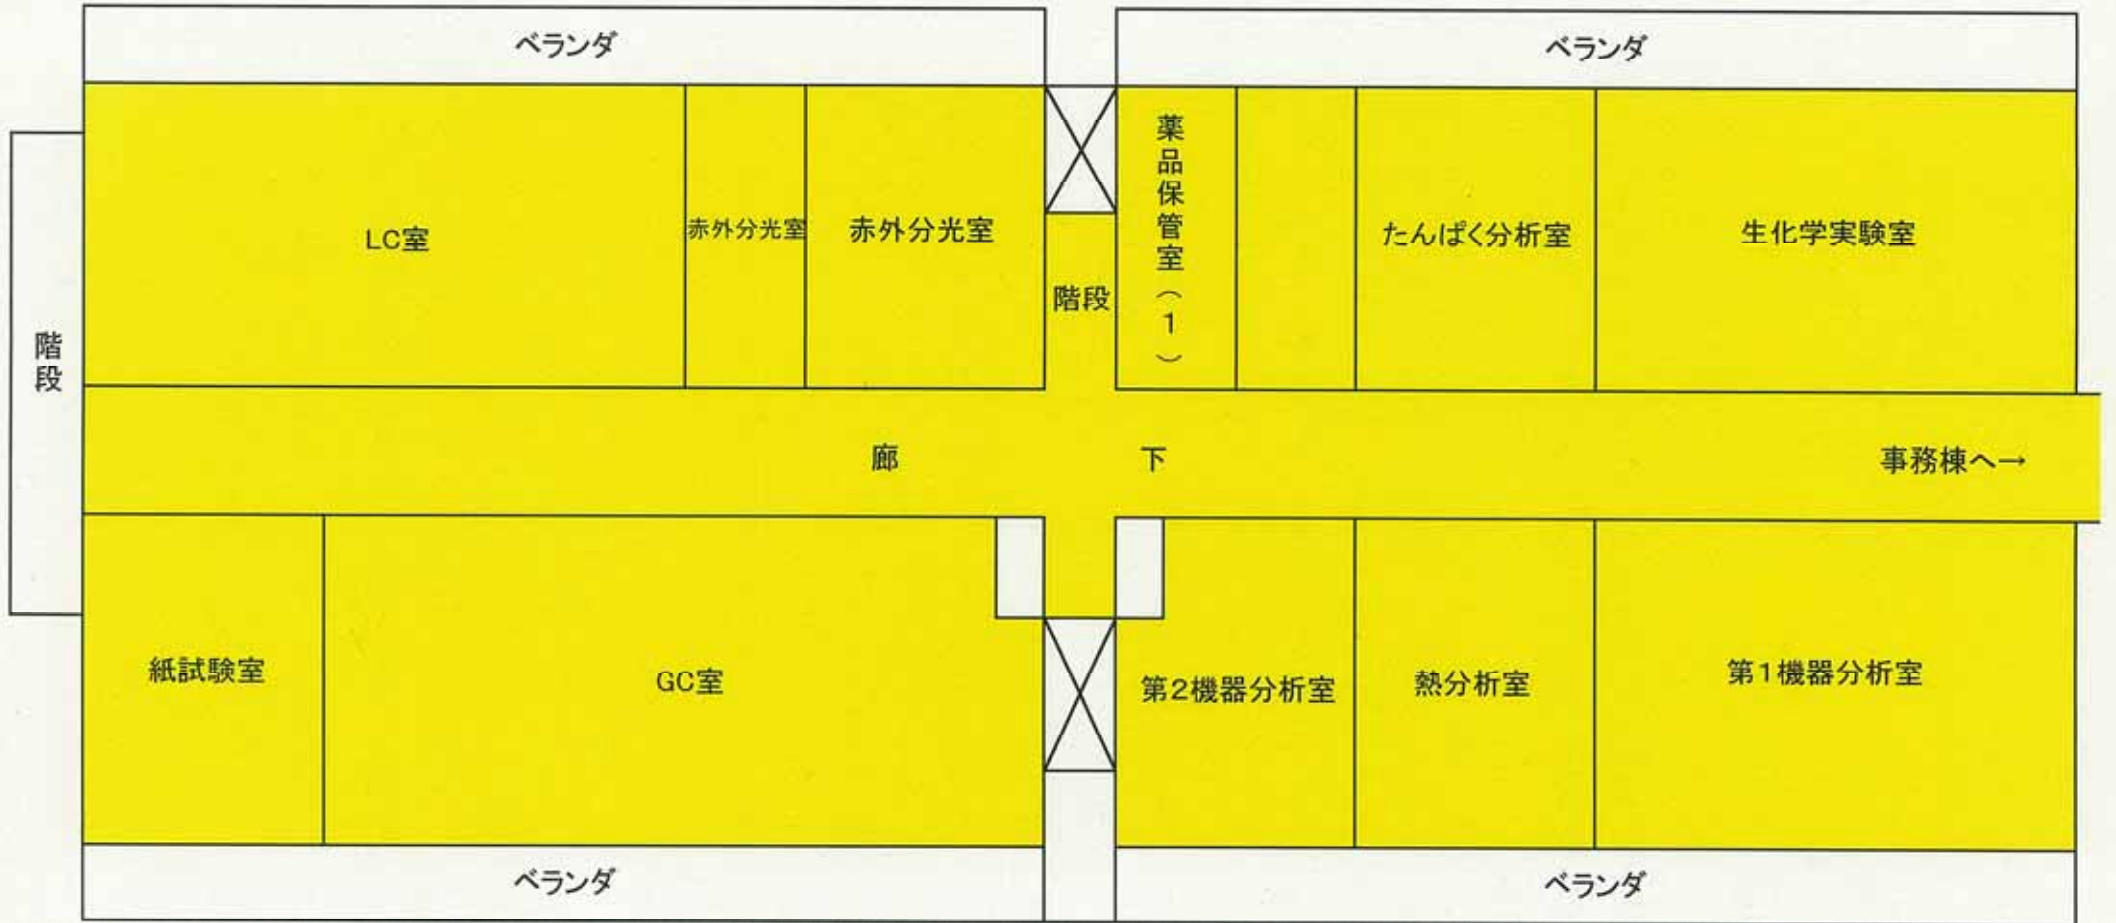 ベランダ
ベランダ
LC室
赤外分光室
赤外分光室
階段
薬品保管室（1）
たんぱく分析室
生化学実験室
階段
廊下
事務棟へ→
紙試験室
GC室
第2機器分析室
熱分析室
第1機器分析室
ベランダ
ベランダ